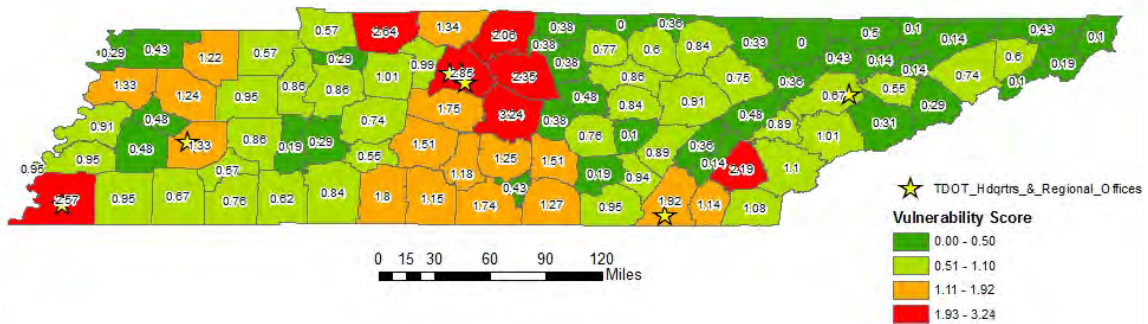 0.57 2.64 1.34 2.06 0.38 0 0.36 0.5 0.1 0.43 0.1
0.29 0.43 1.22 0.57 0.29 0.99 2.85 2.35 0.38 0.77 0.6 0.84 0.33 0 0.43 0.14 0.14 0.14 0.6 0.19
1.33 1.24 0.95 0.86 0.86 1.01 0.38 0.86 0.75 0.36 0.67 0.55 0.74 0.1
0.91 0.48 0.86 0.74 1.75 3.24 0.48 0.84 0.91 0.48 0.89 0.31 0.29
0.95 0.48 1.33 0.19 0.29 0.55 1.51 1.25 1.51 0.38 0.76 0.1 0.89 0.36 0.14 2.19 1.01
0.95 0.57 1.18 0.43 0.19 0.94 1.1
2.57 0.95 0.67 0.76 0.62 0.84 1.8 1.15 1.74 1.27 0.95 1.92 1.14 1.08
TDOT_Hdqrtrs_&_Regional_Offices
Vulnerability Score
0.00 - 0.50
0.51 - 1.10
1.11 - 1.92
1.93 - 3.24
0 15 30 60 90 120
Miles